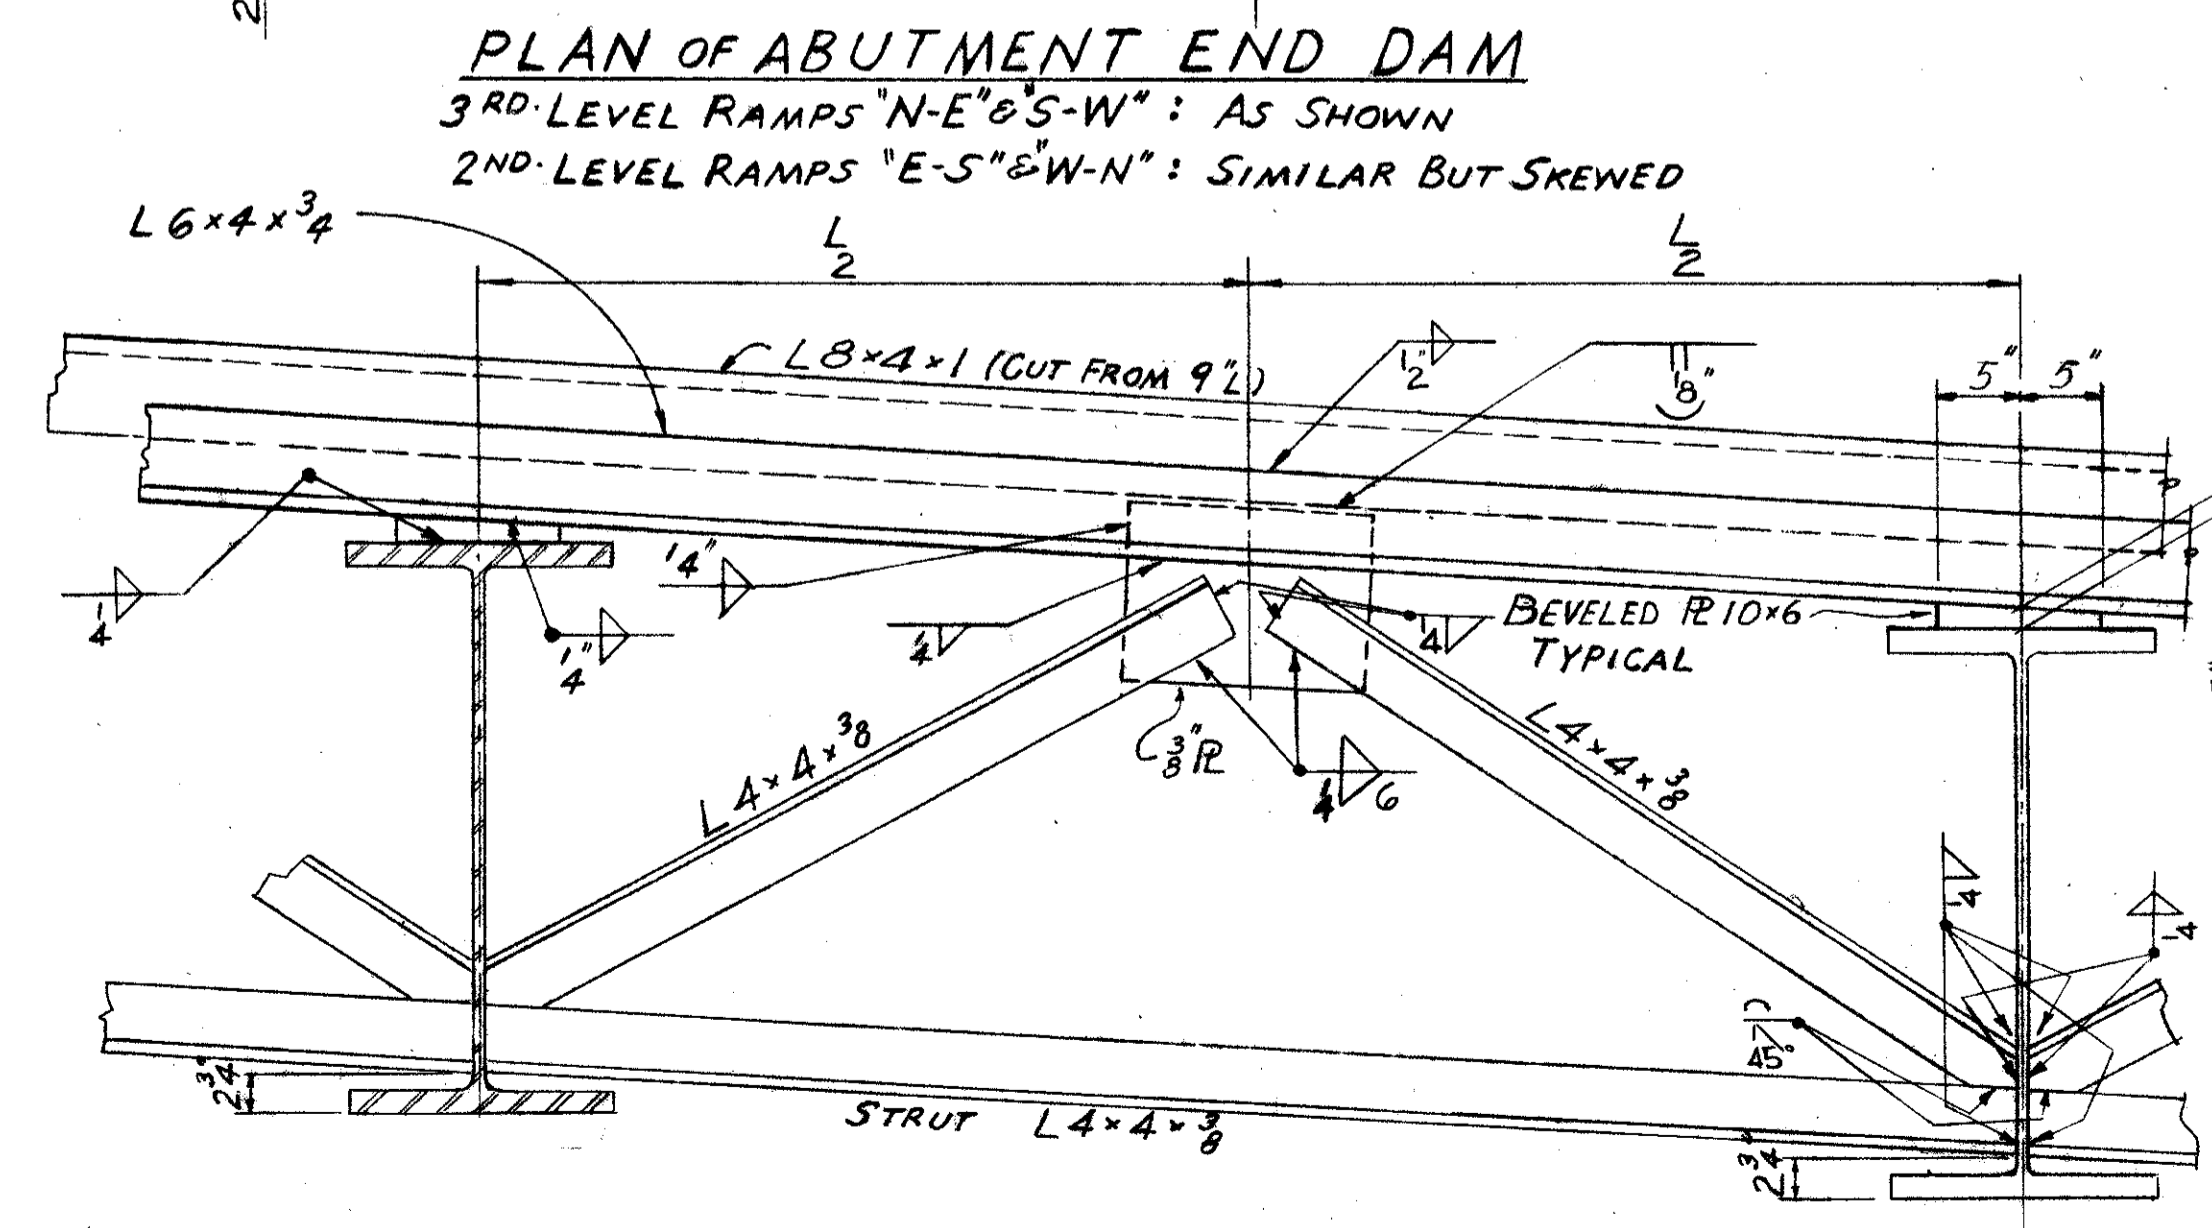 2
PLAN OF ABUTMENT END DAM
3RD. LEVEL RAMPS "N-E" & "S-W" : AS SHOWN
2ND. LEVEL RAMPS "E-S" & "W-N" : SIMILAR BUT SKEWED
L 6×4×3/4
L/2
L/2
L 8×4×1 (CUT FROM 9"L)
1/2"
1/8"
5"
5"
1/4
1/4"
1/4"
1/4
1/4
BEVELED PL 10×6
TYPICAL
3/8" PL
1/4
6
L 4×4×3/8
L 4×4×3/8
1/4
1/4
45°
2 3/4"
STRUT L 4×4×3/8
2 3/4"